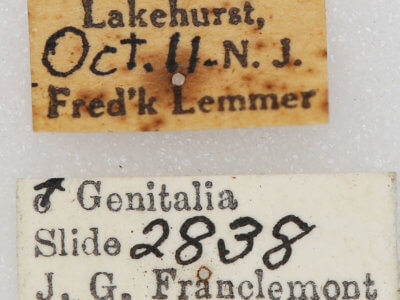 Lakehurst,
Oct. 11. N. J.
Fred'k Lemmer
♂ Genitalia
Slide 2838
J. G. Franclemont